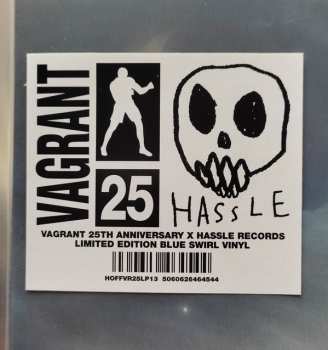 VAGRANT
25
HASSLE
VAGRANT 25TH ANNIVERSARY X HASSLE RECORDS
LIMITED EDITION BLUE SWIRL VINYL
HOFFVR25LP13 5060626464544